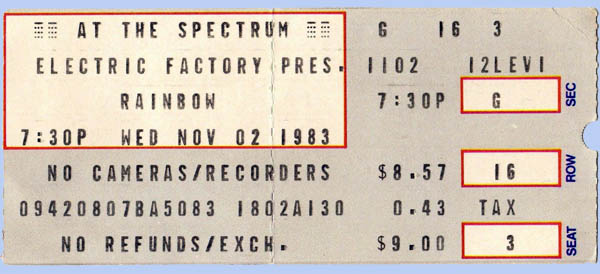 AT THE SPECTRUM G 16 3
ELECTRIC FACTORY PRES. 1102 12LEV1
RAINBOW 7:30P G SEC
7:30P WED NOV 02 1983
NO CAMERAS/RECORDERS $8.57 16 ROW
09420807BA5083 1802A130 0.43 TAX
NO REFUNDS/EXCH. $9.00 3 SEAT